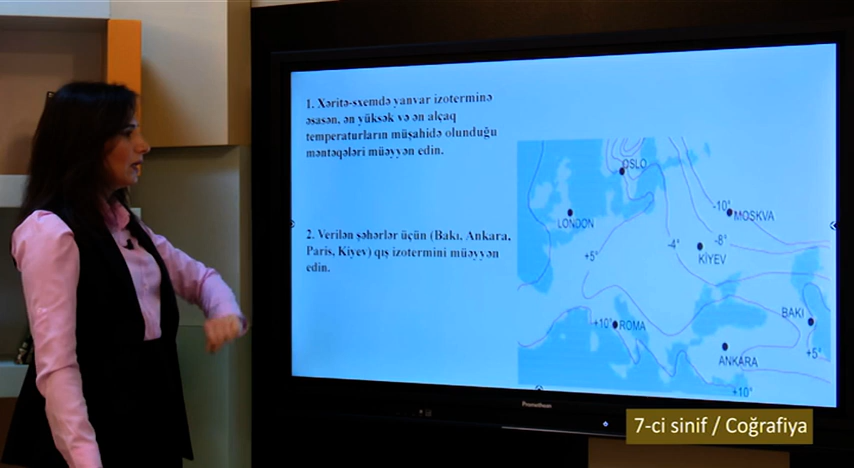 1. Xəritə-sxemdə yanvar izoterminə
əsasən, ən yüksək və ən alçaq
temperaturların müşahidə olunduğu
məntəqələri müəyyən edin.
2. Verilən şəhərlər üçün (Bakı, Ankara,
Paris, Kiyev) qış izotermini müəyyən
edin.
OSLO
-10°
MOSKVA
LONDON
-4°
-8°
+5°
KİYEV
BAKI
+10°
ROMA
+5°
ANKARA
+10°
Promethean
7-ci sinif / Coğrafiya